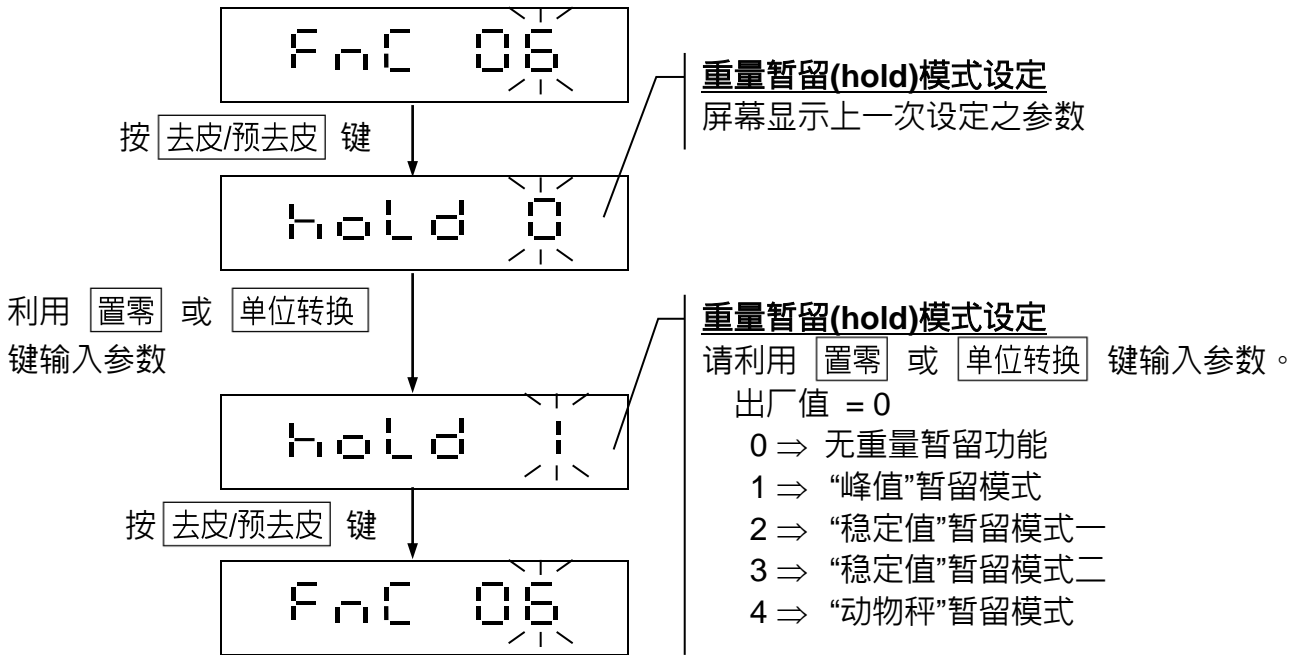 FnC 06
重量暂留(hold)模式设定
屏幕显示上一次设定之参数
按 去皮/预去皮 键
hoLd 0
利用 置零 或 单位转换
键输入参数
重量暂留(hold)模式设定
请利用 置零 或 单位转换 键输入参数。
出厂值 = 0
0 ⇒ 无重量暂留功能
hoLd 1
1 ⇒ “峰值”暂留模式
2 ⇒ “稳定值”暂留模式一
按 去皮/预去皮 键
3 ⇒ “稳定值”暂留模式二
4 ⇒ “动物秤”暂留模式
FnC 06